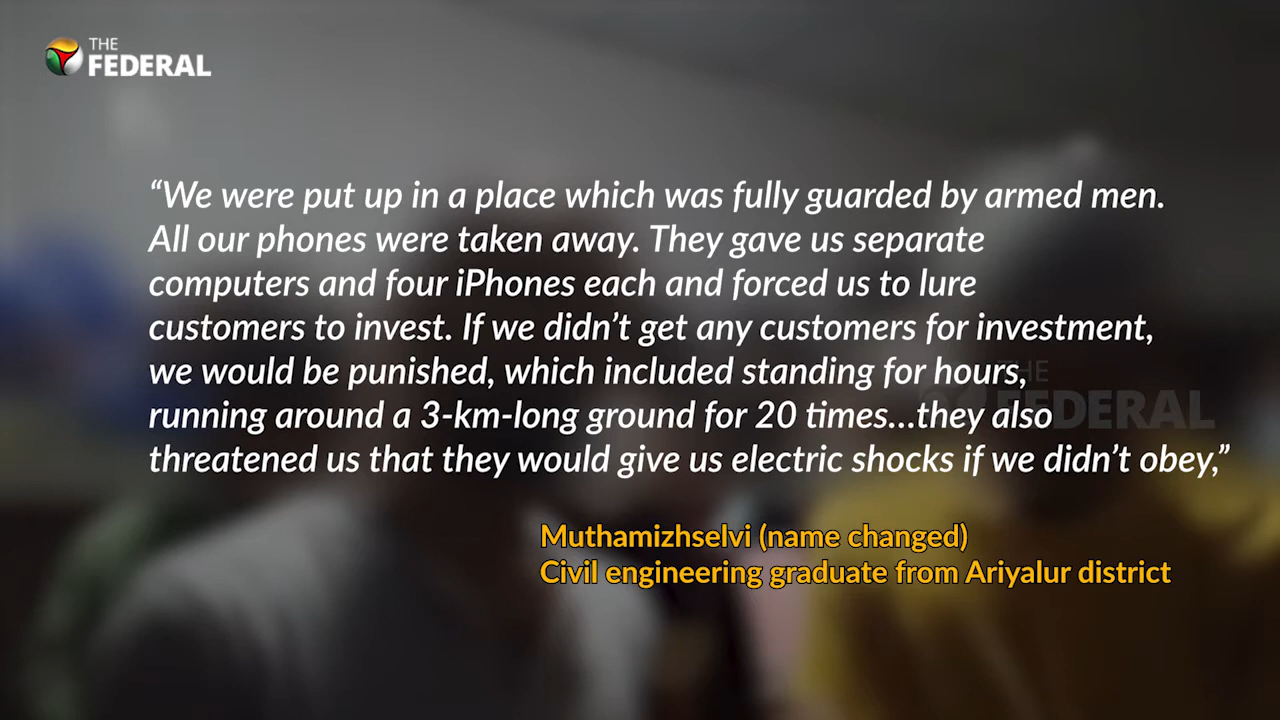 THE
FEDERAL
“We were put up in a place which was fully guarded by armed men.
All our phones were taken away. They gave us separate
computers and four iPhones each and forced us to lure
customers to invest. If we didn’t get any customers for investment,
we would be punished, which included standing for hours,
running around a 3-km-long ground for 20 times...they also
threatened us that they would give us electric shocks if we didn’t obey,”
THE
FEDERAL
Muthamizhselvi (name changed)
Civil engineering graduate from Ariyalur district